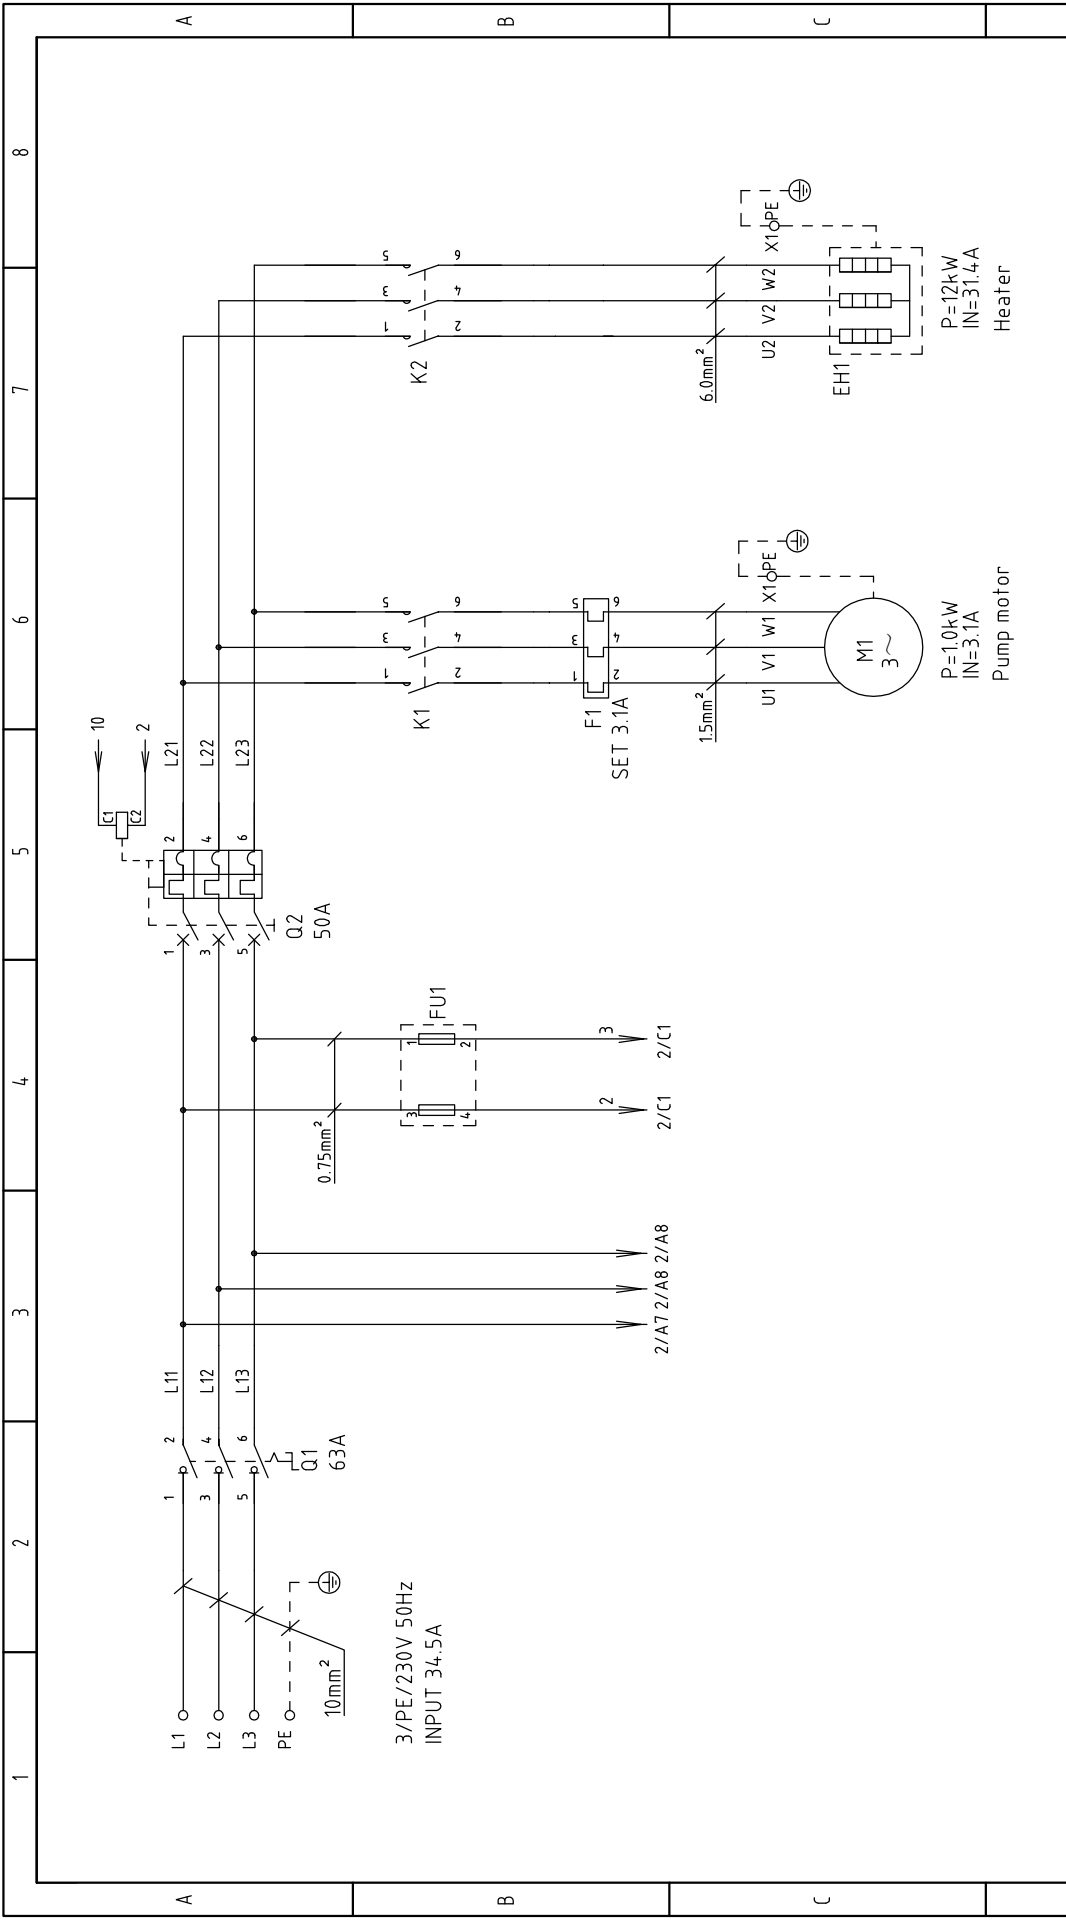 1
2
3
4
5
6
7
8
A
A
B
B
C
C
L1
L2
L3
PE
10mm²
3/PE/230V 50Hz
INPUT 34.5A
1
3
5
2
4
6
Q1
63A
L11
L12
L13
2/A7 2/A8 2/A8
0.75mm²
3
4
1
2
FU1
2
3
2/C1
2/C1
1
3
5
Q2
50A
2
4
6
C1
C2
10
2
L21
L22
L23
1
3
5
2
4
6
K1
1
3
5
2
4
6
F1
SET 3.1A
1.5mm²
U1 V1 W1 X1 PE
M1
3~
P=1.0kW
IN=3.1A
Pump motor
1
3
5
2
4
6
K2
6.0mm²
U2 V2 W2 X1 PE
EH1
P=12kW
IN=31.4A
Heater